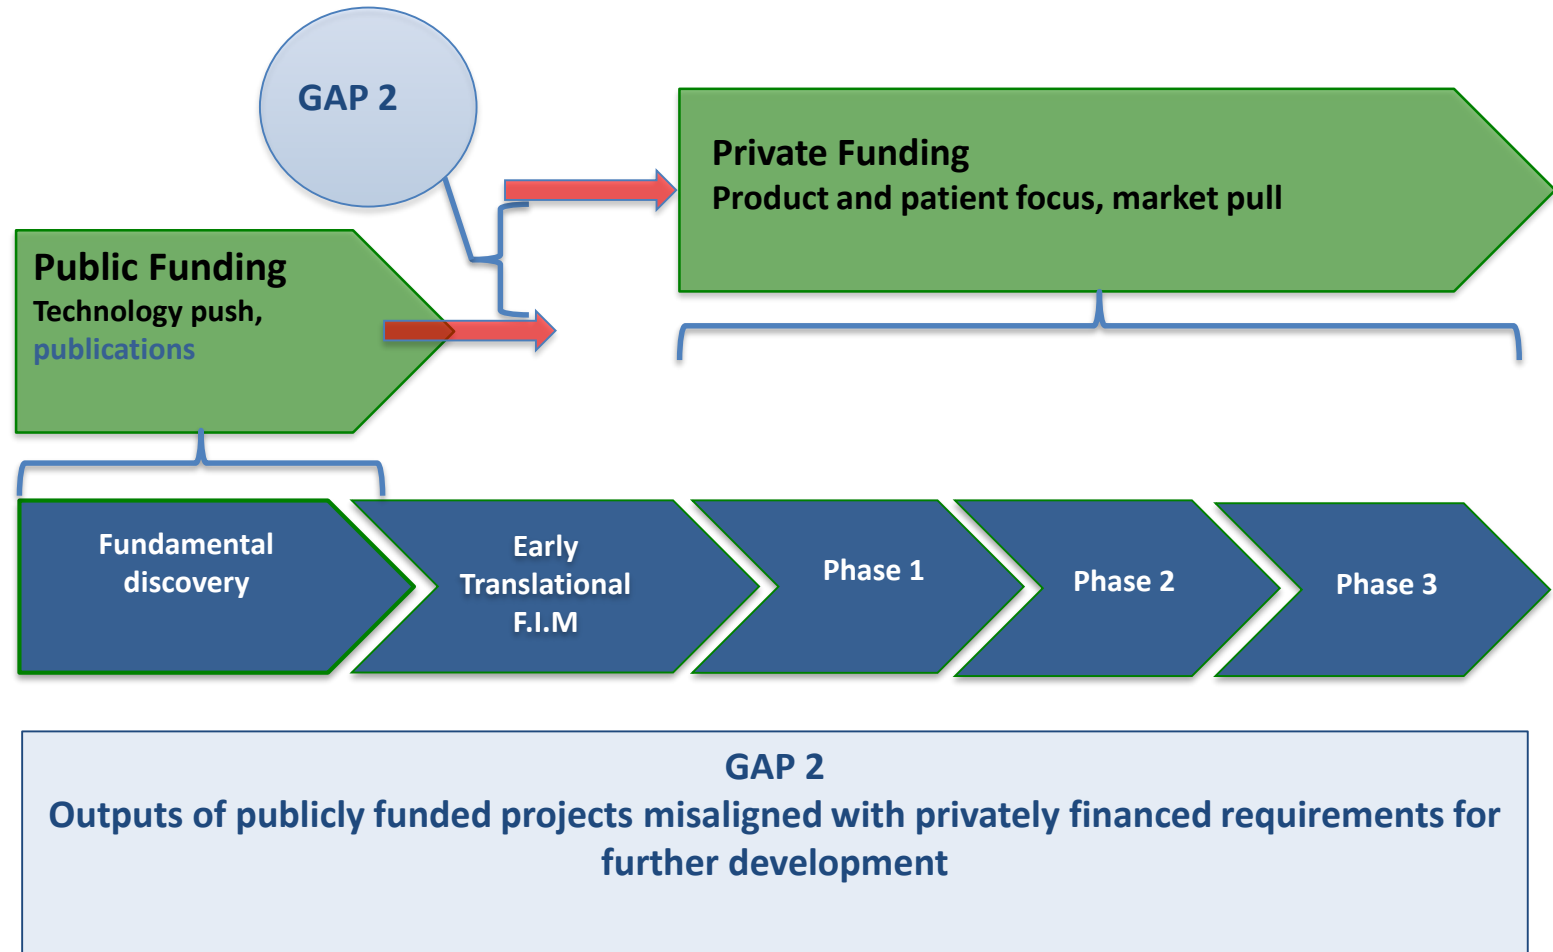 GAP 2
Private Funding
Product and patient focus, market pull
Public Funding
Technology push,
publications
Fundamental
discovery
Early
Translational
F.I.M
Phase 1
Phase 2
Phase 3
GAP 2
Outputs of publicly funded projects misaligned with privately financed requirements for
further development